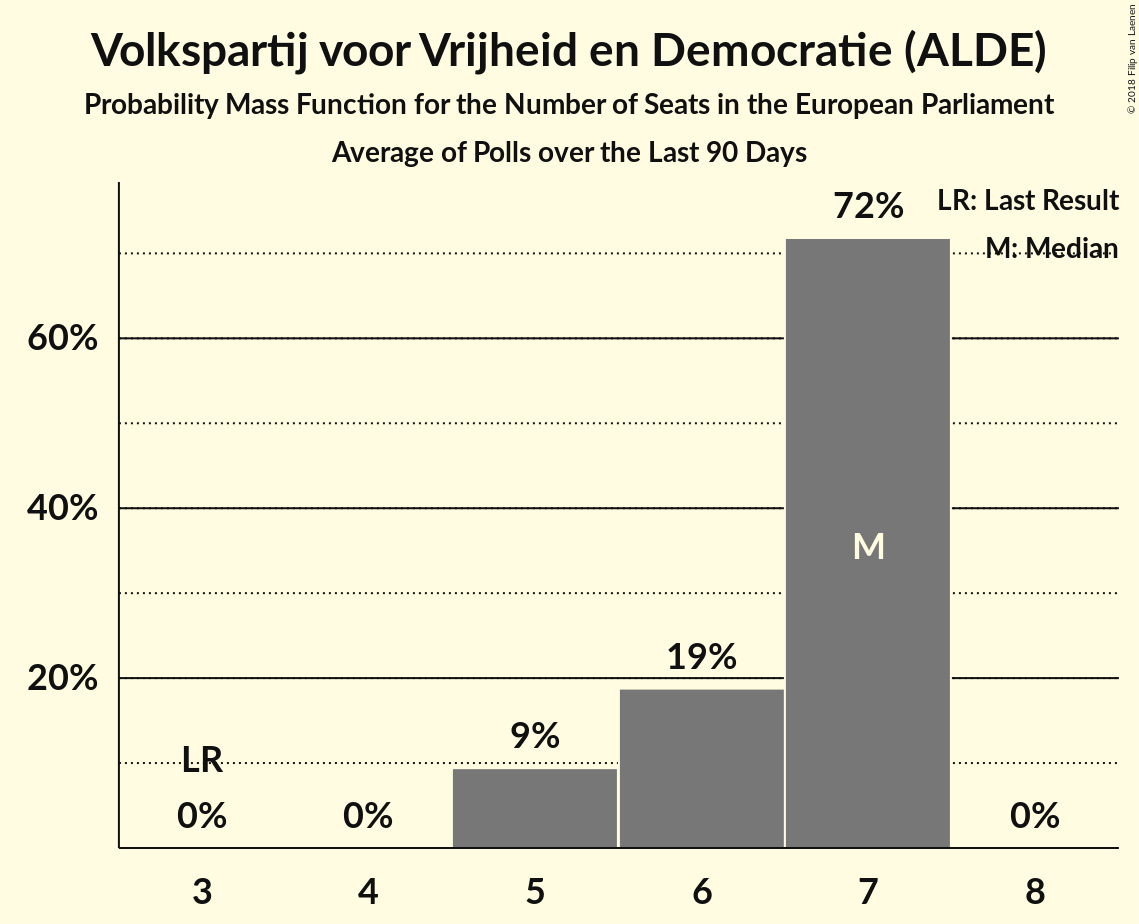 Volkspartij voor Vrijheid en Democratie (ALDE)
Probability Mass Function for the Number of Seats in the European Parliament
Average of Polls over the Last 90 Days
© 2018 Filip van Laenen
LR: Last Result
M: Median
72%
60%
40%
M
20%
19%
9%
LR
0%
0%
0%
3 4 5 6 7 8